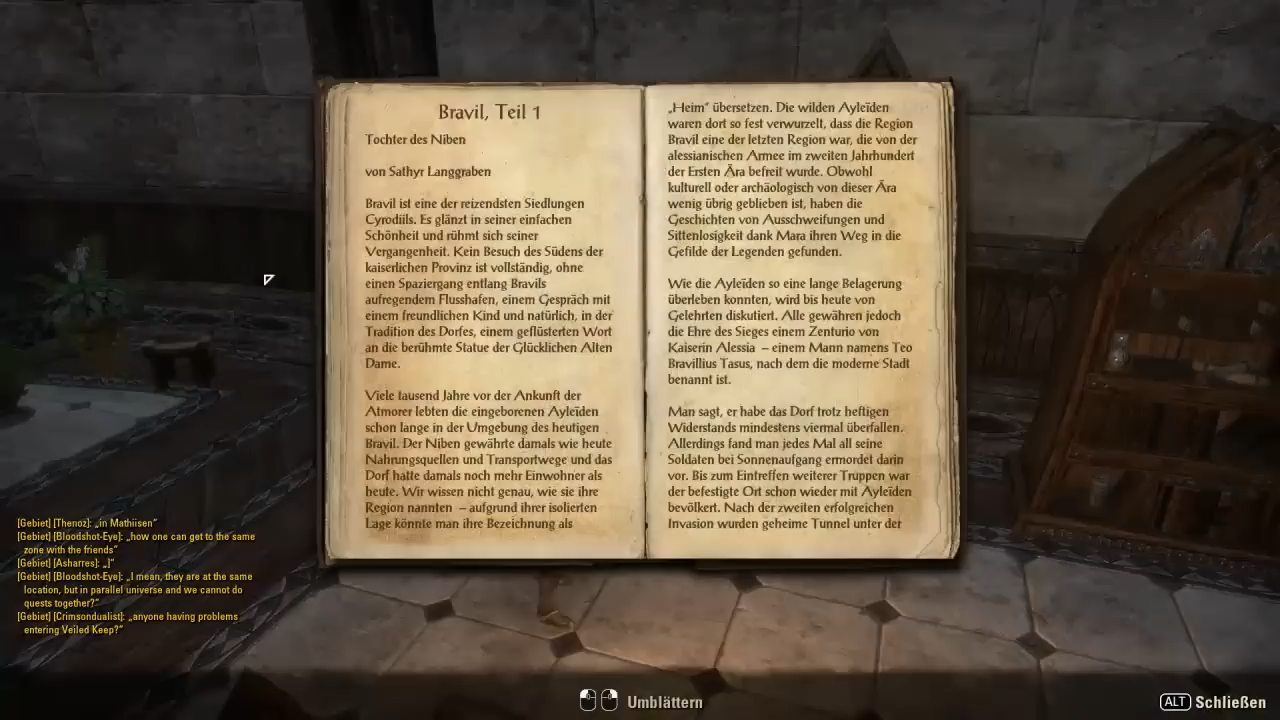 Bravil, Teil 1
Tochter des Niben
von Sathyr Langgraben
Bravil ist eine der reizendsten Siedlungen
Cyrodiils. Es glänzt in seiner einfachen
Schönheit und rühmt sich seiner
Vergangenheit. Kein Besuch des Südens der
kaiserlichen Provinz ist vollständig, ohne
einen Spaziergang entlang Bravils
aufregendem Flusshafen, einem Gespräch mit
einem freundlichen Kind und natürlich, in der
Tradition des Dorfes, einem geflüsterten Wort
an die berühmte Statue der Glücklichen Alten
Dame.
Viele tausend Jahre vor der Ankunft der
Atmorer lebten die eingeborenen Ayleïden
schon lange in der Umgebung des heutigen
Bravil. Der Niben gewährte damals wie heute
Nahrungsquellen und Transportwege und das
Dorf hatte damals noch mehr Einwohner als
heute. Wir wissen nicht genau, wie sie ihre
Region nannten – aufgrund ihrer isolierten
Lage könnte man ihre Bezeichnung als
„Heim“ übersetzen. Die wilden Ayleïden
waren dort so fest verwurzelt, dass die Region
Bravil eine der letzten Region war, die von der
alessianischen Armee im zweiten Jahrhundert
der Ersten Ära befreit wurde. Obwohl
kulturell oder archäologisch von dieser Ära
wenig übrig geblieben ist, haben die
Geschichten von Ausschweifungen und
Sittenlosigkeit dank Mara ihren Weg in die
Gefilde der Legenden gefunden.
Wie die Ayleïden so eine lange Belagerung
überleben konnten, wird bis heute von
Gelehrten diskutiert. Alle gewähren jedoch
die Ehre des Sieges einem Zenturio von
Kaiserin Alessia – einem Mann namens Teo
Bravillius Tasus, nach dem die moderne Stadt
benannt ist.
Man sagt, er habe das Dorf trotz heftigen
Widerstands mindestens viermal überfallen.
Allerdings fand man jedes Mal all seine
Soldaten bei Sonnenaufgang ermordet darin
vor. Bis zum Eintreffen weiterer Truppen war
der befestigte Ort schon wieder mit Ayleïden
bevölkert. Nach der zweiten erfolgreichen
Invasion wurden geheime Tunnel unter der
[Gebiet] [Thenoz]: „in Mathiisen“
[Gebiet] [Bloodshot-Eye]: „how one can get to the same
zone with the friends“
[Gebiet] [Asharres]: „]“
[Gebiet] [Bloodshot-Eye]: „I mean, they are at the same
location, but in parallel universe and we cannot do
quests together?“
[Gebiet] [Crimsondualist]: „anyone having problems
entering Veiled Keep?“
Umblättern
ALT Schließen